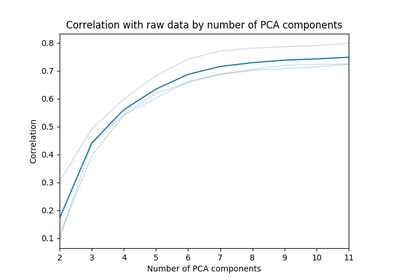 Correlation with raw data by number of PCA components
0.8
0.7
0.6
0.5
0.4
0.3
0.2
0.1
Correlation
2 3 4 5 6 7 8 9 10 11
Number of PCA components